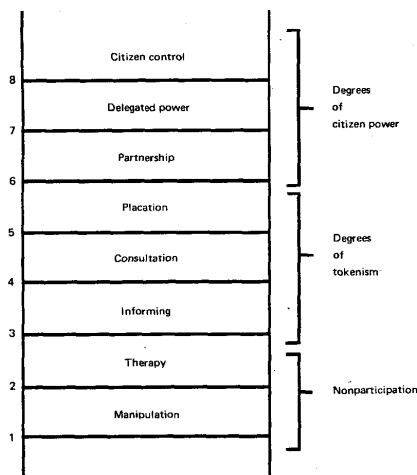 Citizen control
8
Delegated power
7
Partnership
6
Placation
5
Consultation
4
Informing
3
Therapy
2
Manipulation
1
Degrees
of
citizen power
Degrees
of
tokenism
Nonparticipation